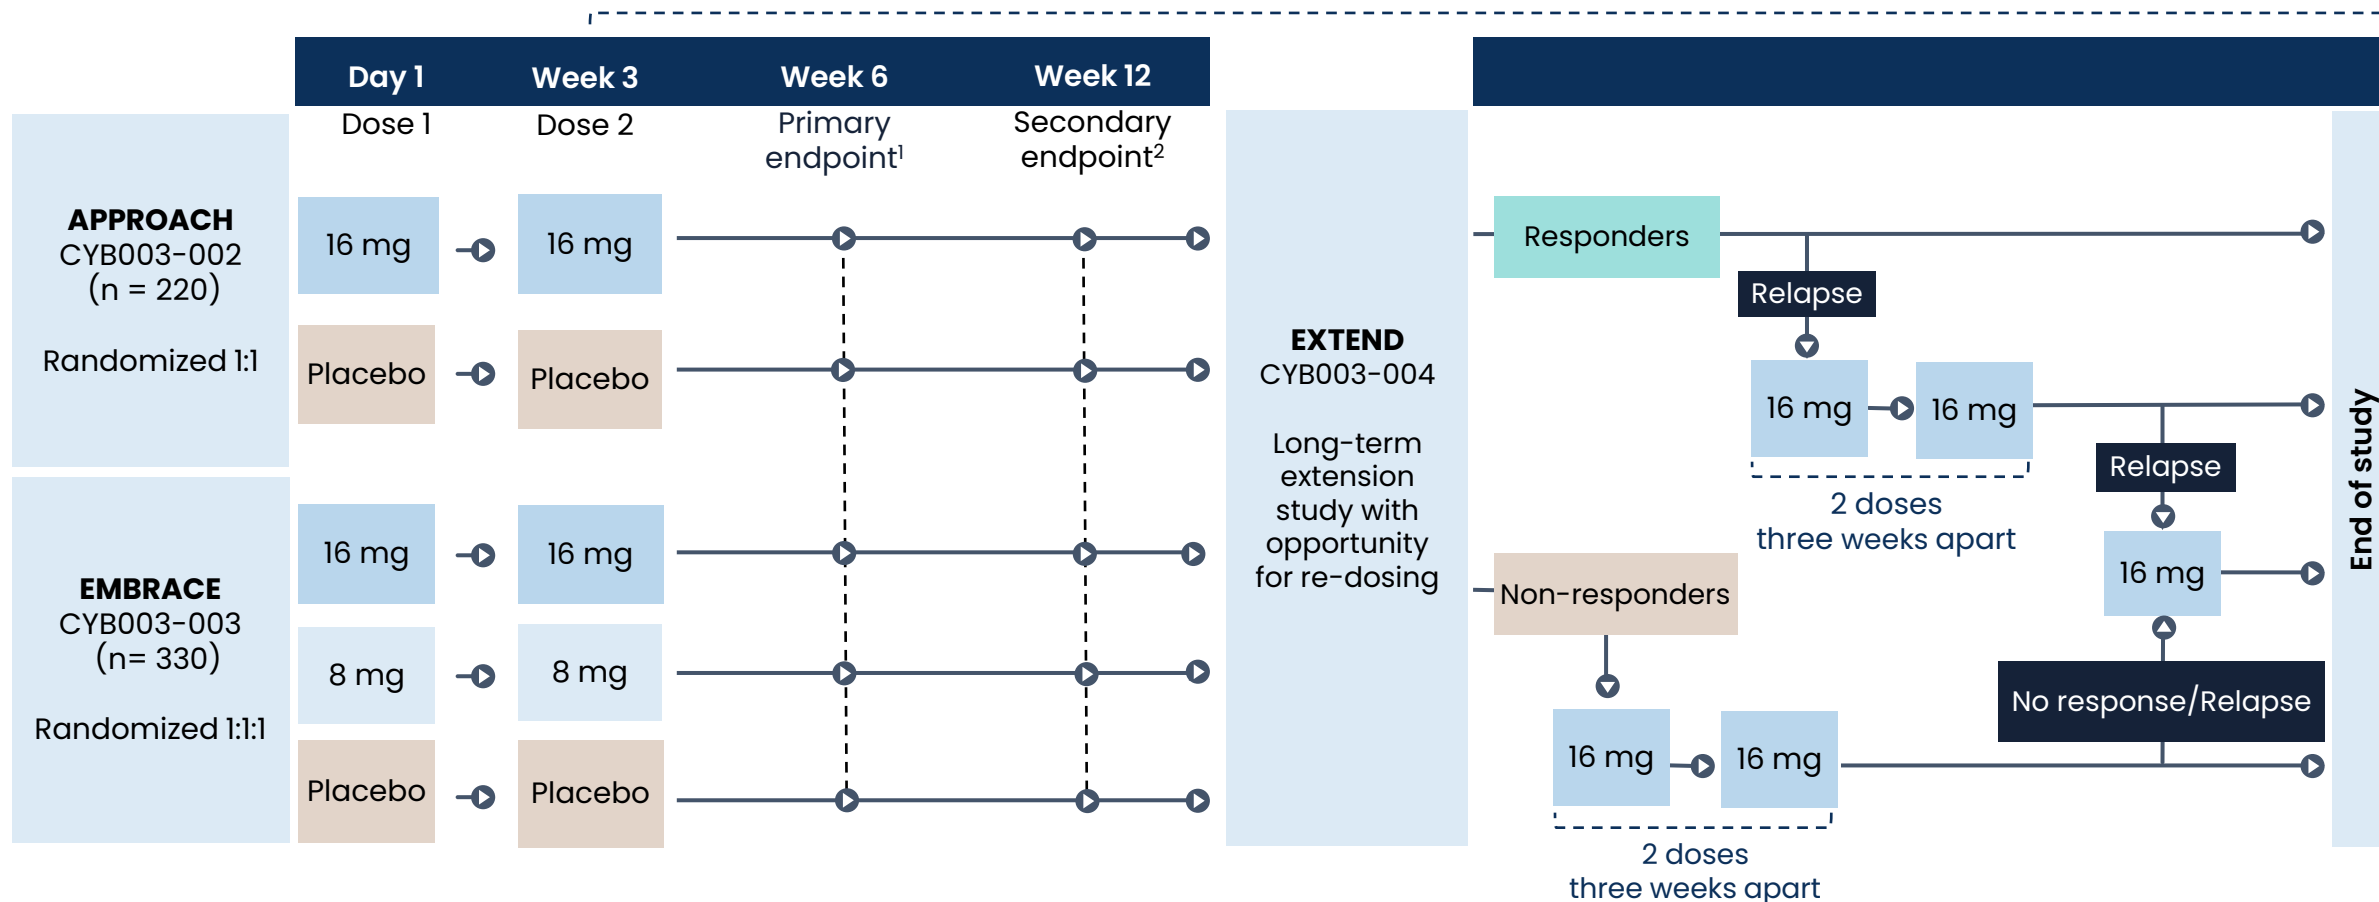 Day 1
Week 3
Week 6
Week 12
Dose 1
Dose 2
Primary
endpoint¹
Secondary
endpoint²
APPROACH
CYB003-002
(n = 220)
Randomized 1:1
16 mg
16 mg
Placebo
Placebo
EMBRACE
CYB003-003
(n= 330)
Randomized 1:1:1
16 mg
16 mg
8 mg
8 mg
Placebo
Placebo
EXTEND
CYB003-004
Long-term
extension
study with
opportunity
for re-dosing
Responders
Relapse
16 mg
16 mg
2 doses
three weeks apart
Relapse
16 mg
Non-responders
No response/Relapse
16 mg
16 mg
2 doses
three weeks apart
End of study